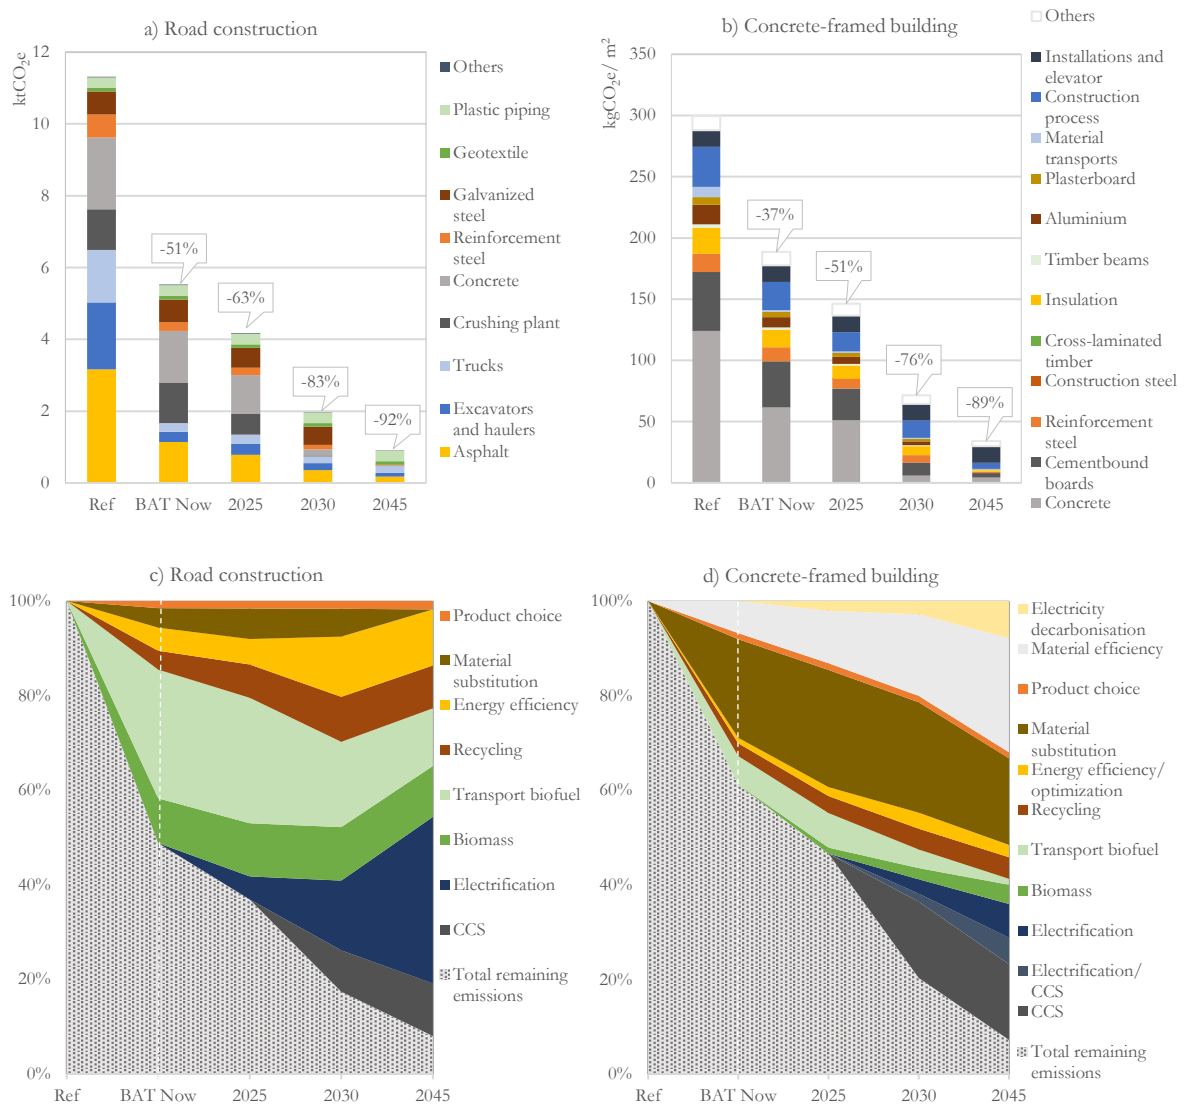 a) Road construction
ktCO2e
12
10
8
6
4
2
0
-51%
-63%
-83%
-92%
Ref
BAT Now
2025
2030
2045
Others
Plastic piping
Geotextile
Galvanized
steel
Reinforcement
steel
Concrete
Crushing plant
Trucks
Excavators
and haulers
Asphalt
b) Concrete-framed building
kgCO2e/ m²
350
300
250
200
150
100
50
0
-37%
-51%
-76%
-89%
Ref
BAT Now
2025
2030
2045
Others
Installations and
elevator
Construction
process
Material
transports
Plasterboard
Aluminium
Timber beams
Insulation
Cross-laminated
timber
Construction steel
Reinforcement
steel
Cementbound
boards
Concrete
c) Road construction
100%
80%
60%
40%
20%
0%
Ref
BAT Now
2025
2030
2045
Product choice
Material
substitution
Energy efficiency
Recycling
Transport biofuel
Biomass
Electrification
CCS
Total remaining
emissions
d) Concrete-framed building
100%
80%
60%
40%
20%
0%
Ref
BAT Now
2025
2030
2045
Electricity
decarbonisation
Material efficiency
Product choice
Material
substitution
Energy efficiency/
optimization
Recycling
Transport biofuel
Biomass
Electrification
Electrification/
CCS
CCS
Total remaining
emissions